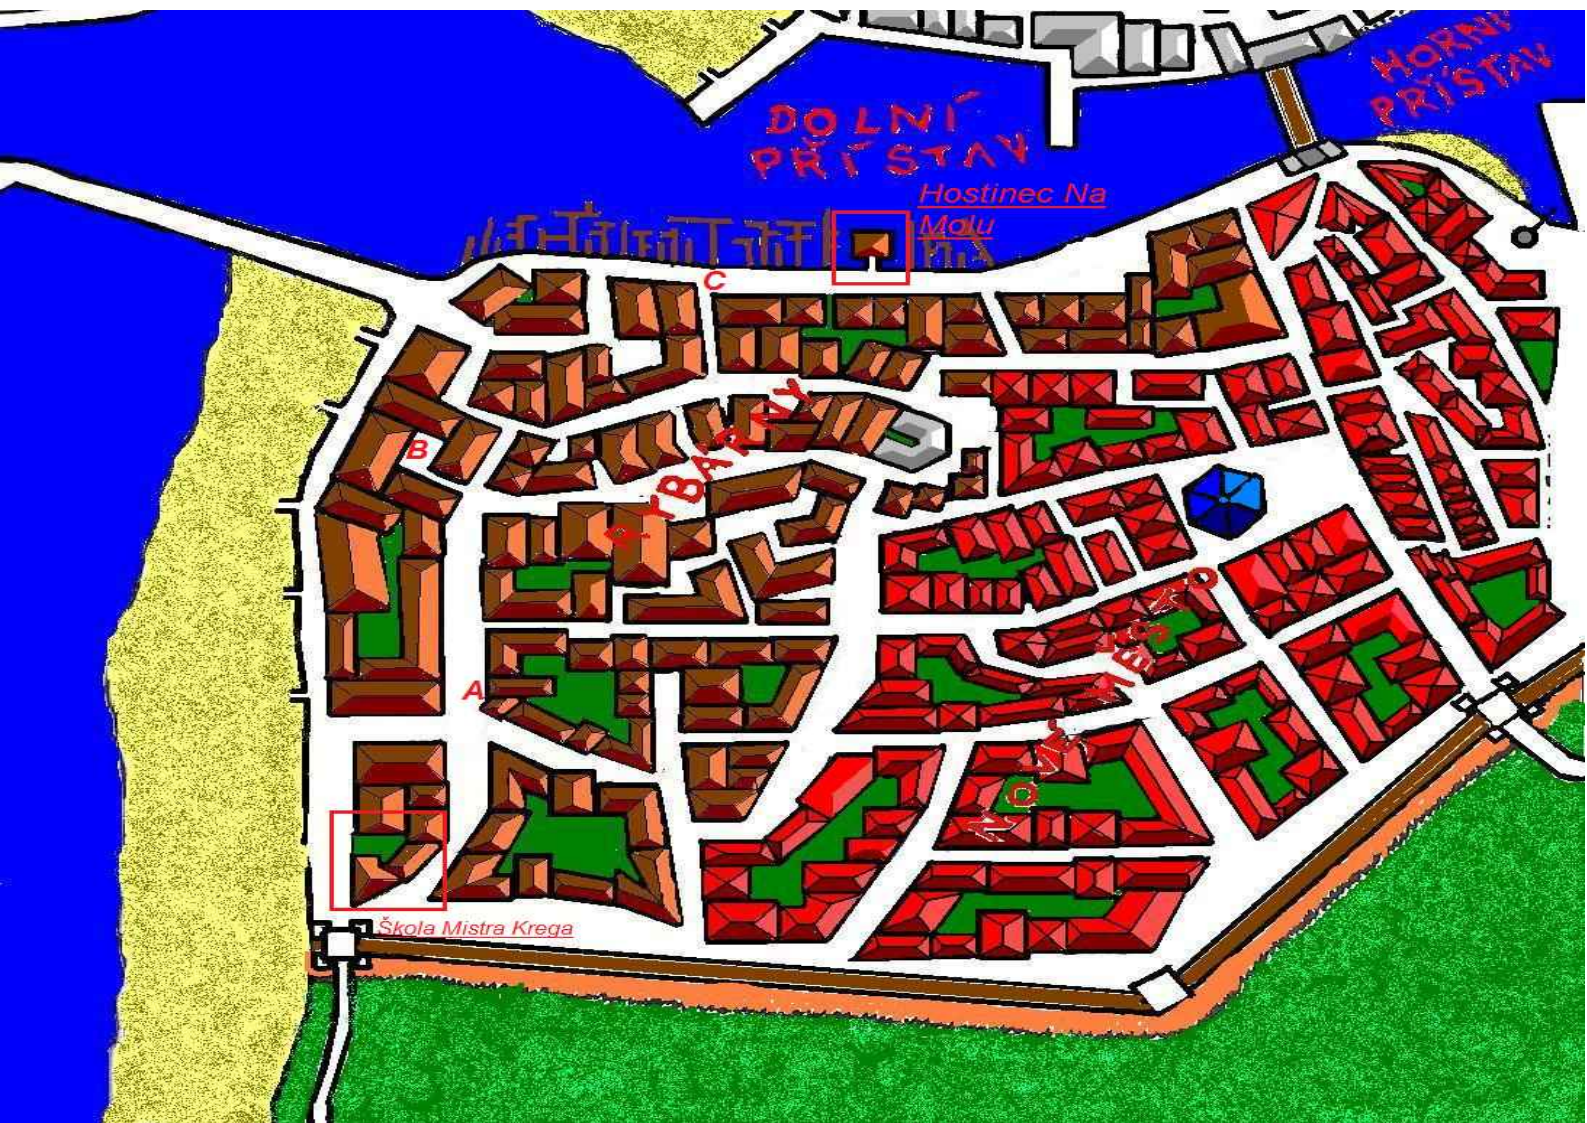 HORNÍ
PŘÍSTAV
DOLNÍ
PŘÍSTAV
Hostinec Na
Molu
C
RYBÁRNY
B
NOVÉ MĚSTO
A
Škola Mistra Krega